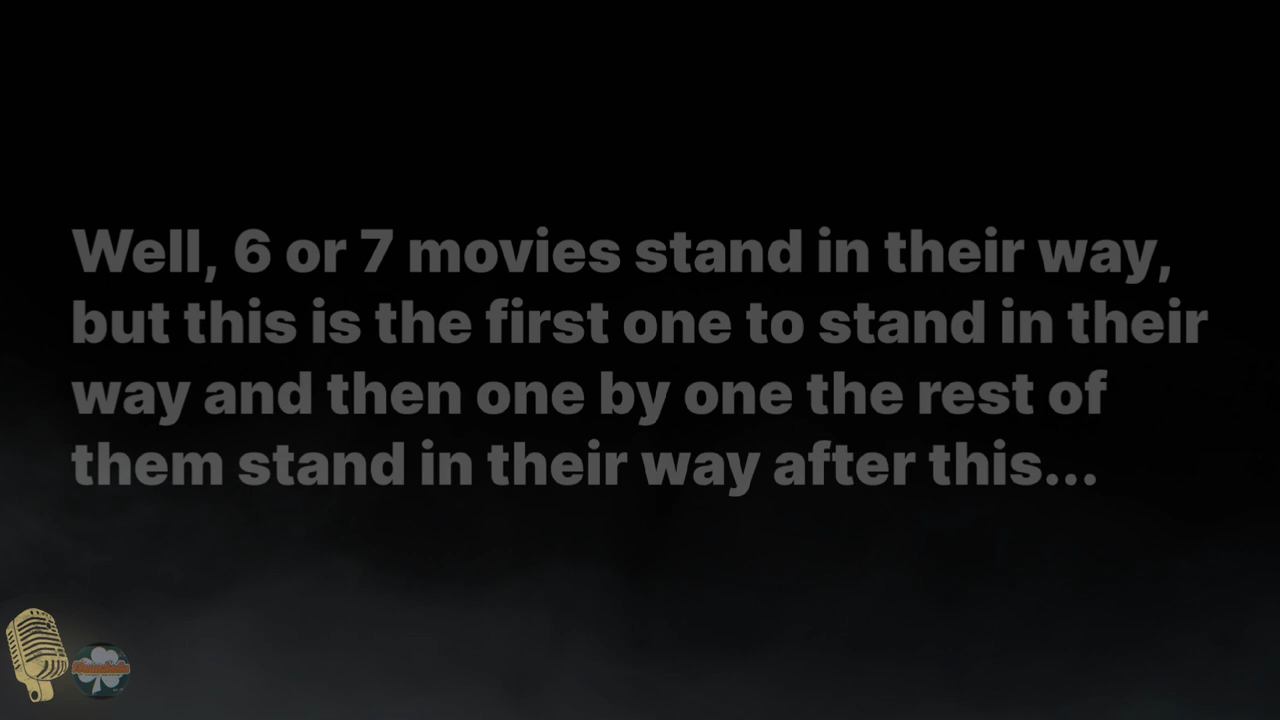 Well, 6 or 7 movies stand in their way,
but this is the first one to stand in their
way and then one by one the rest of
them stand in their way after this...